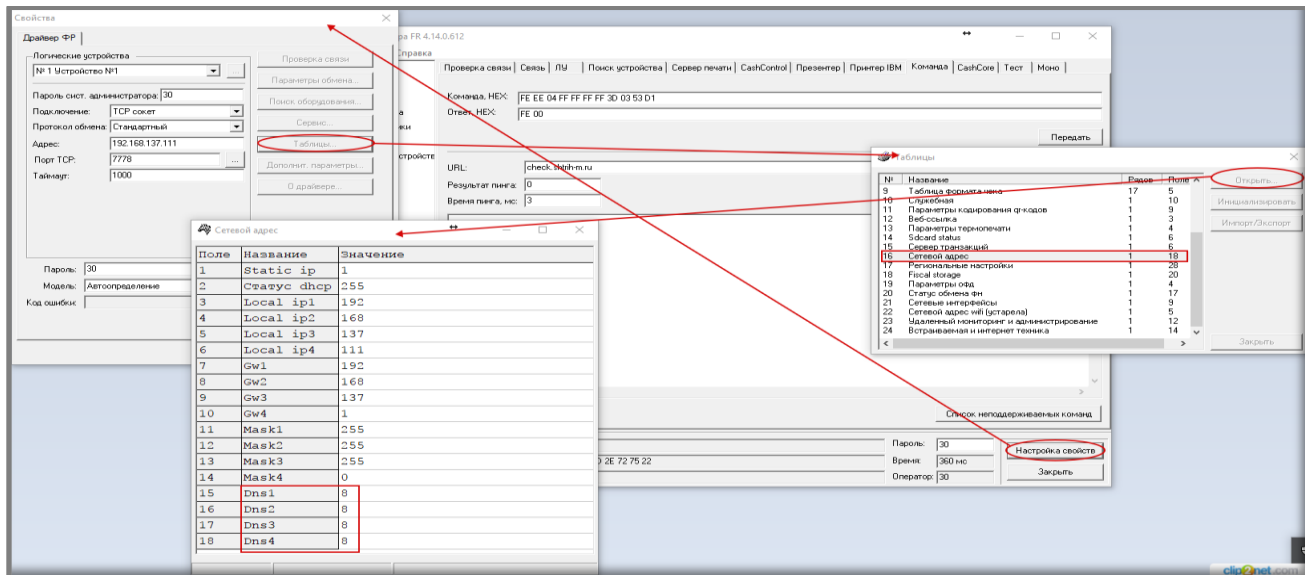 Свойства
Драйвер ФР
Логические устройства
№ 1 Устройство №1
...
Пароль сист. администратора: 30
Подключение: TCP сокет
Протокол обмена: Стандартный
Адрес: 192.168.137.111
Порт TCP: 7778
...
Таймаут: 1000
Проверка связи
Параметры обмена...
Поиск оборудования...
Сервис...
Таблицы...
Дополнит. параметры...
О драйвере...
Пароль: 30
Модель: Автоопределение
Код ошибки:
FR 4.14.0.612
Справка
Проверка связи Связь ЛУ Поиск устройства Сервер печати CashControl Презентер Принтер IBM Команда CashCore Тест Моно
Команда, HEX: FE EE 04 FF FF FF FF 3D 03 53 D1
Ответ, HEX: FE 00
Передать
URL: check.shtrih-m.ru
Результат пинга: 0
Время пинга, мс: 3
Список неподдерживаемых команд
2E 72 75 22
Пароль: 30
Время: 360 мс
Оператор: 30
Настройка свойств
Закрыть
Таблицы
№ Название Рядов Поле
9 Таблица формата чека 17 5
10 Служебная 1 10
11 Параметры кодирования qr-кодов 1 9
12 Веб-ссылка 1 3
13 Параметры термопечати 1 4
14 Sdcard status 1 6
15 Сервер транзакций 1 6
16 Сетевой адрес 1 18
17 Региональные настройки 1 28
18 Fiscal storage 1 20
19 Параметры офд 1 4
20 Статус обмена фн 1 17
21 Сетевые интерфейсы 1 9
22 Сетевой адрес wifi (устарела) 1 5
23 Удаленный мониторинг и администрирование 1 12
24 Встраиваемая и интернет техника 1 14
Открыть...
Инициализировать
Импорт/Экспорт
Закрыть
Сетевой адрес
Поле Название Значение
1 Static ip 1
2 Статус dhcp 255
3 Local ip1 192
4 Local ip2 168
5 Local ip3 137
6 Local ip4 111
7 Gw1 192
8 Gw2 168
9 Gw3 137
10 Gw4 1
11 Mask1 255
12 Mask2 255
13 Mask3 255
14 Mask4 0
15 Dns1 8
16 Dns2 8
17 Dns3 8
18 Dns4 8
clip2net.com